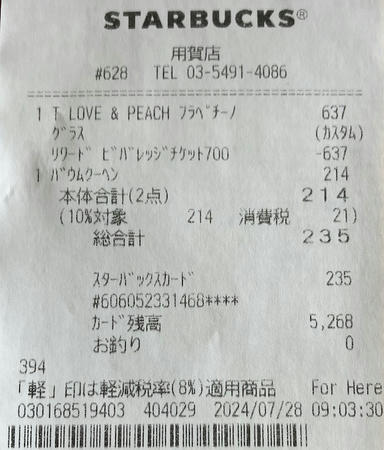 STARBUCKS®
用賀店
#628 TEL 03-5491-4086
1 T LOVE & PEACH ﾌﾗﾍﾟﾁｰﾉ 637
ｸﾞﾗｽ (ｶｽﾀﾑ)
ﾘﾜｰﾄﾞ ﾋﾞﾊﾞﾚｯｼﾞﾁｹｯﾄ700 -637
1 ﾊﾞｳﾑｸｰﾍﾝ 214
本体合計(2点) 214
(10%対象 214 消費税 21)
総合計 235
ｽﾀｰﾊﾞｯｸｽｶｰﾄﾞ 235
#606052331468****
ｶｰﾄﾞ残高 5,268
お釣り 0
394
「軽」印は軽減税率(8%)適用商品 For Here
030168519403 404029 2024/07/28 09:03:30